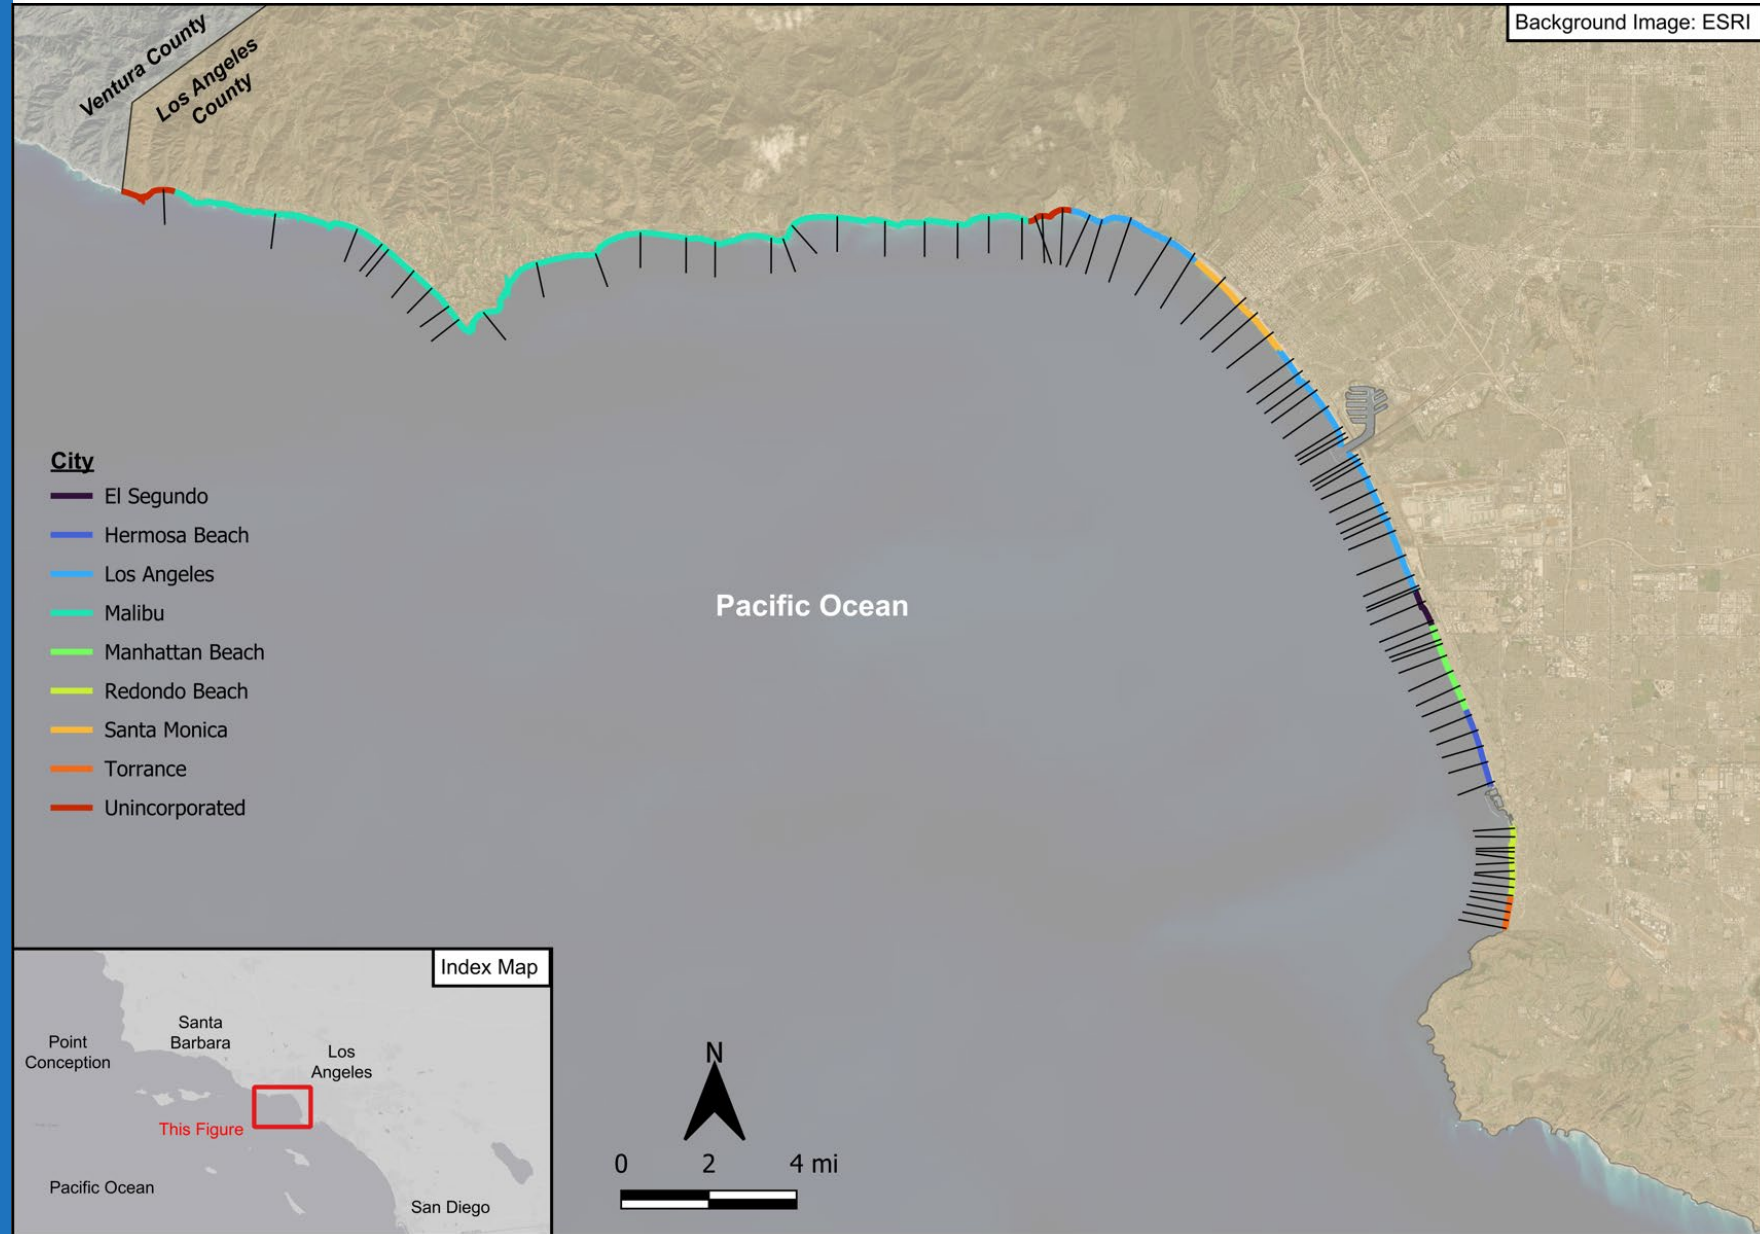 Background Image: ESRI
Ventura County
Los Angeles
County
City
El Segundo
Hermosa Beach
Los Angeles
Malibu
Manhattan Beach
Redondo Beach
Santa Monica
Torrance
Unincorporated
Pacific Ocean
Index Map
Santa
Barbara
Point
Conception
Los
Angeles
This Figure
Pacific Ocean
San Diego
N
0 2 4 mi